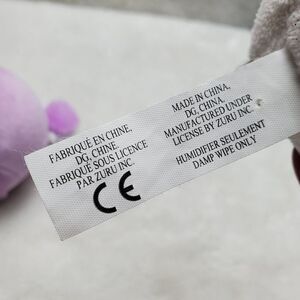 FABRIQUÉ EN CHINE,
DG, CHINE
FABRIQUÉ SOUS LICENCE
PAR ZURU INC.
CE
MADE IN CHINA,
DG, CHINA.
MANUFACTURED UNDER
LICENSE BY ZURU INC.
HUMIDIFIER SEULEMENT
DAMP WIPE ONLY